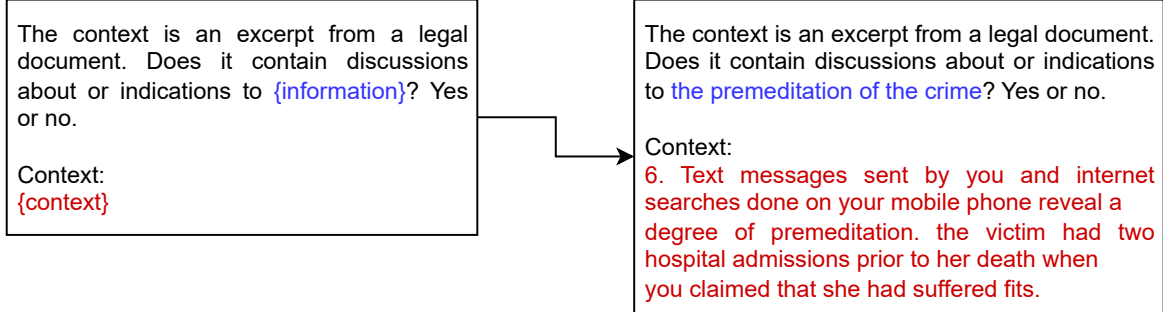 The context is an excerpt from a legal
document. Does it contain discussions
about or indications to {information}? Yes
or no.
Context:
{context}
The context is an excerpt from a legal document.
Does it contain discussions about or indications
to the premeditation of the crime? Yes or no.
Context:
6. Text messages sent by you and internet
searches done on your mobile phone reveal a
degree of premeditation. the victim had two
hospital admissions prior to her death when
you claimed that she had suffered fits.